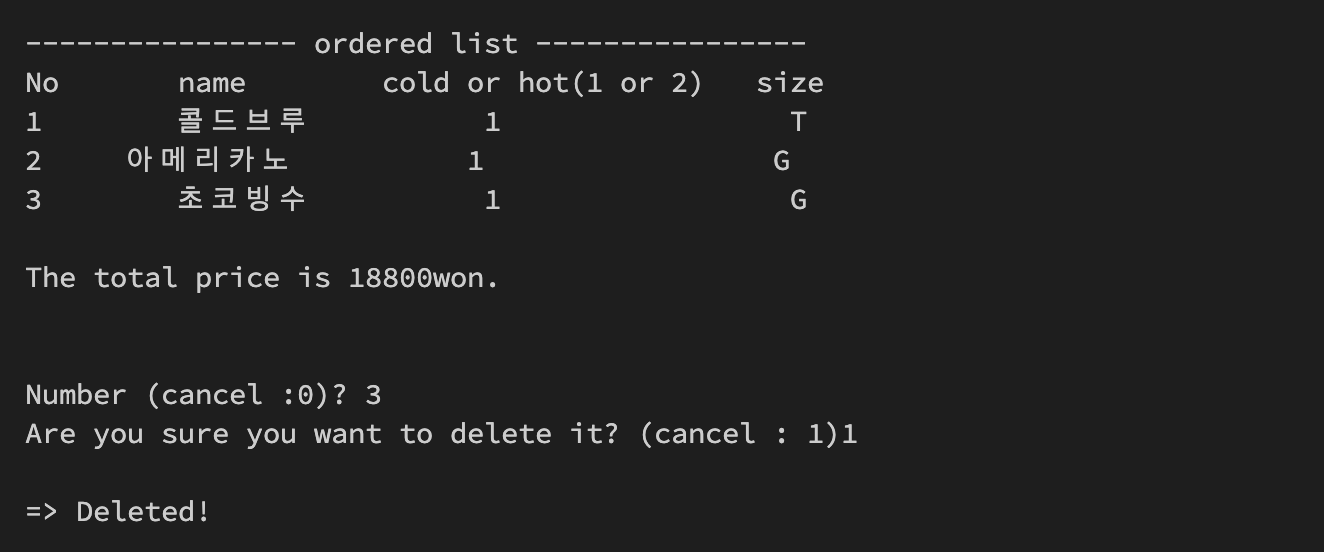 ---------------- ordered list ----------------
No       name        cold or hot(1 or 2)   size
1        콜드브루           1                 T
2     아메리카노           1                 G
3        초코빙수           1                 G
The total price is 18800won.
Number (cancel :0)? 3
Are you sure you want to delete it? (cancel : 1)1
=> Deleted!